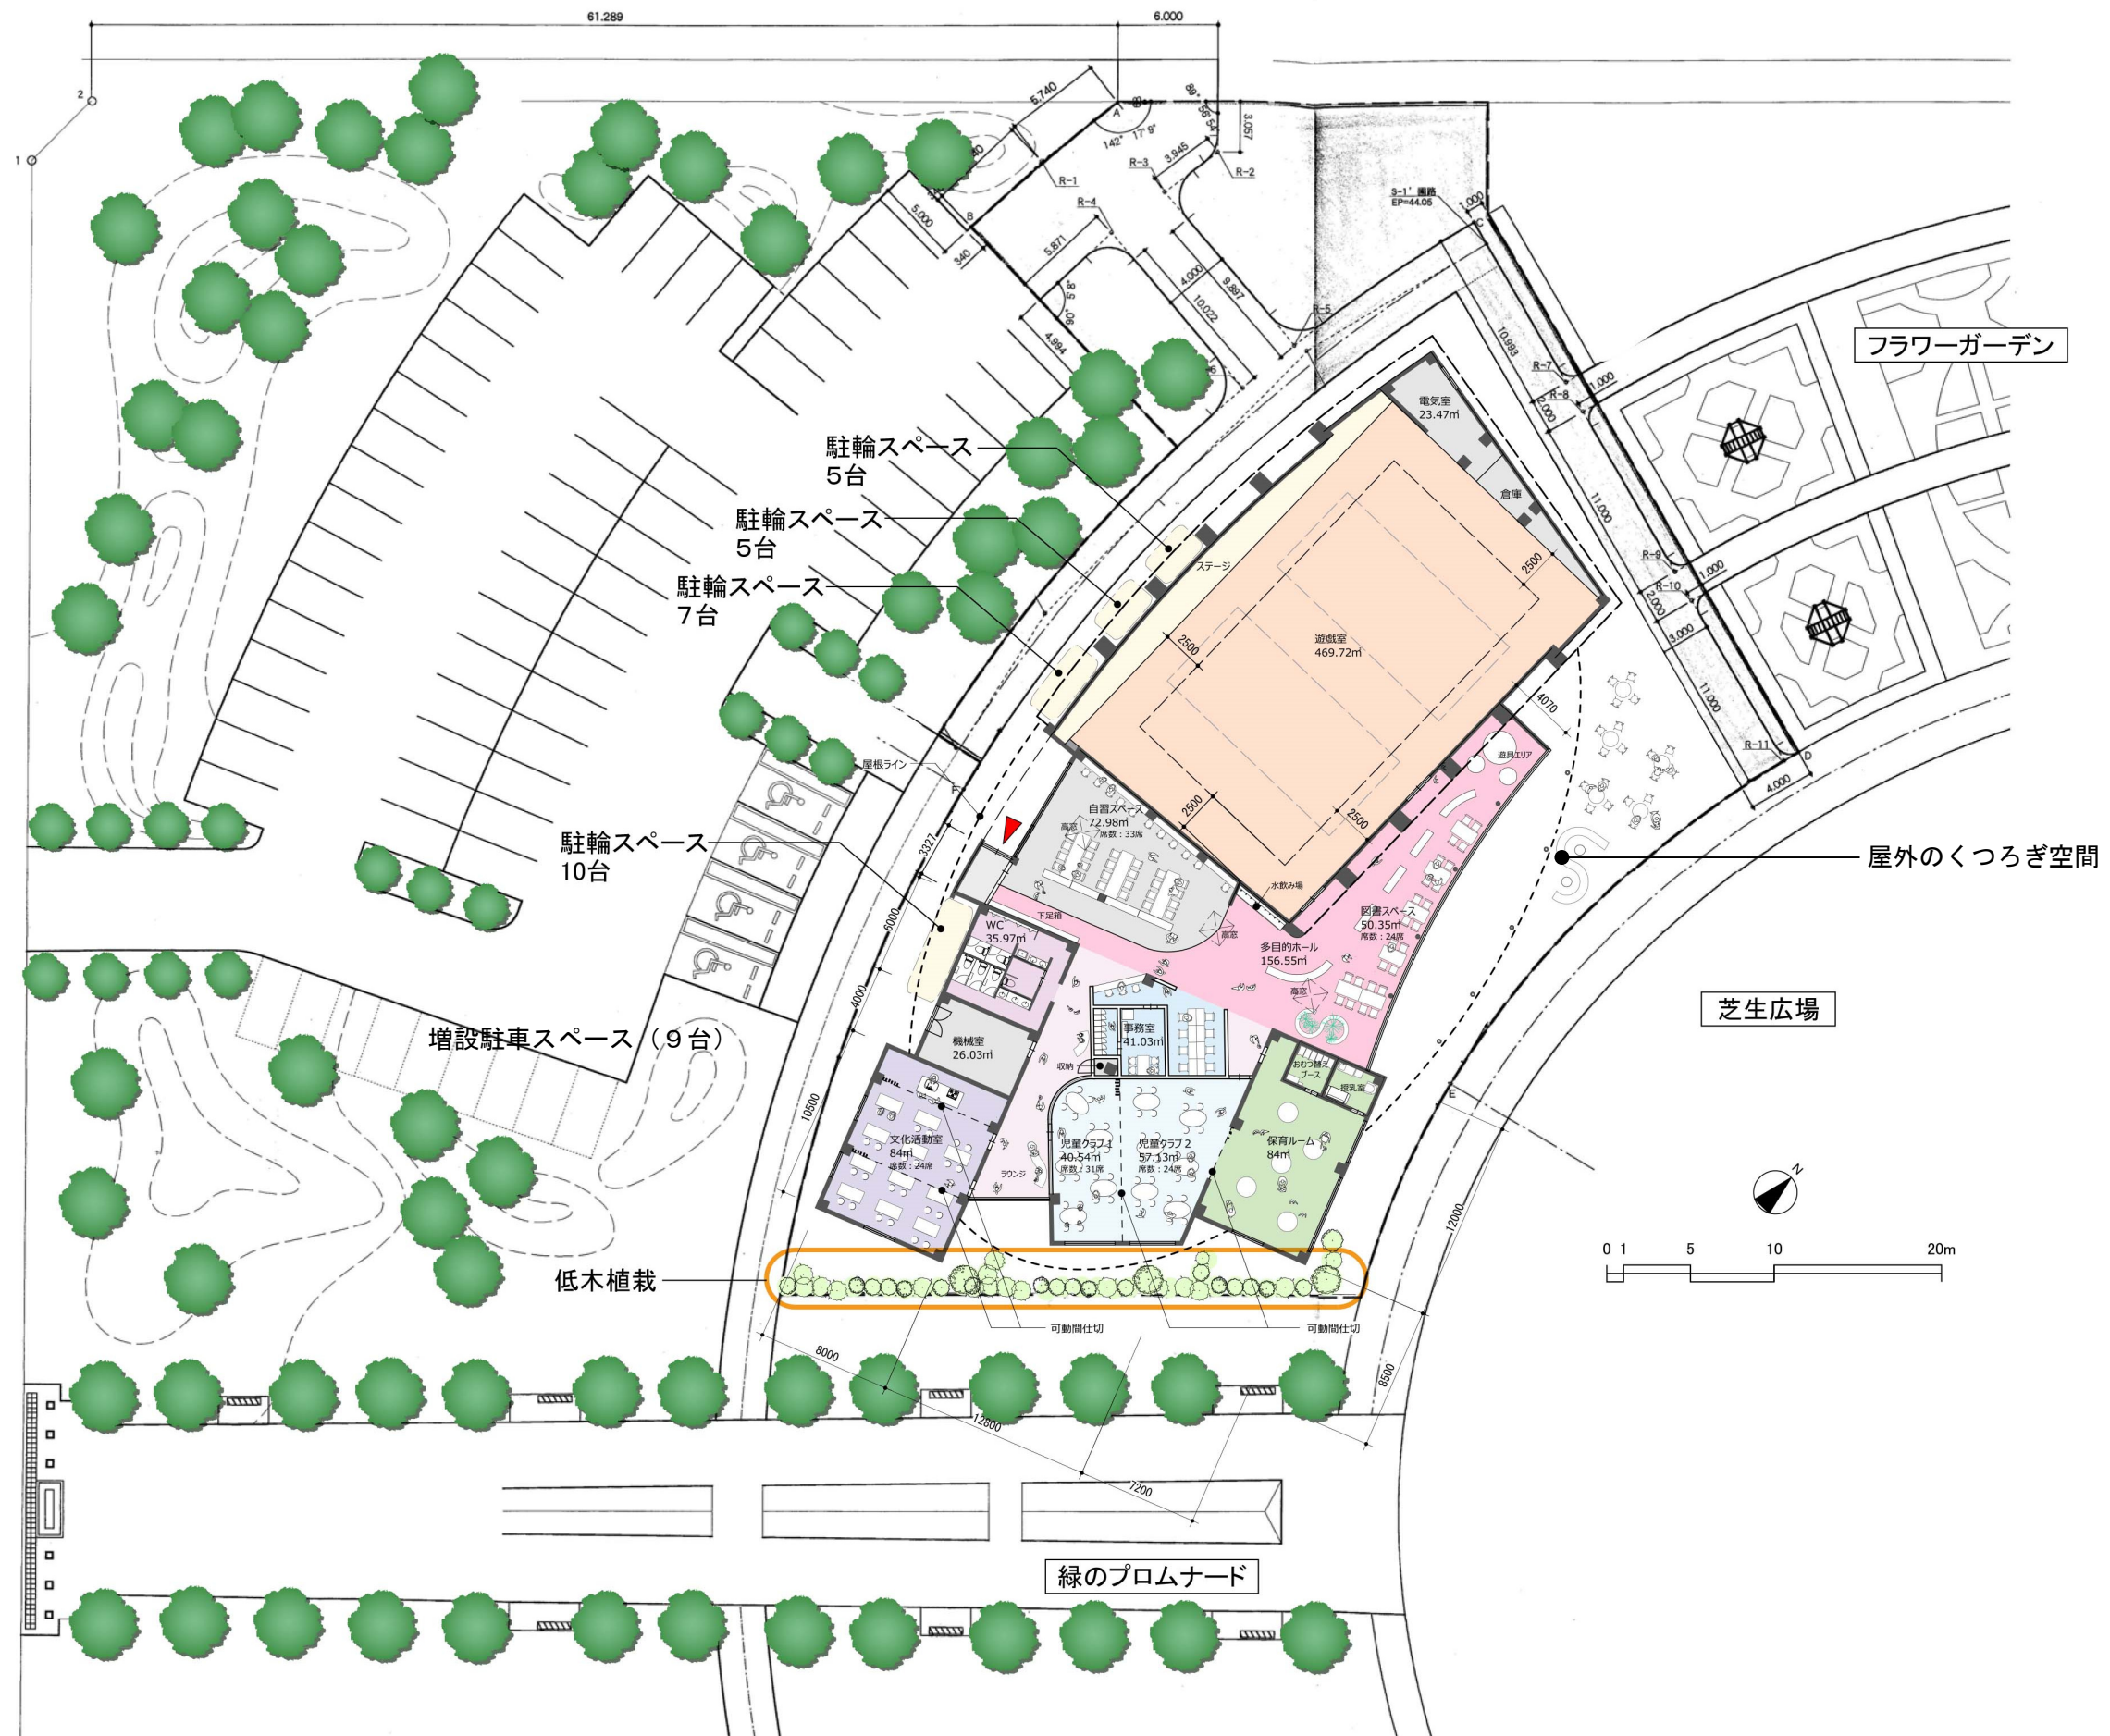 61.289
6.000
2
1
5.740
A
142° 17' 9"
3.057
3.945
R-3
R-2
R-1
R-4
B
5.000
340
5.871
S-1' 園路
EP=44.05
1.000
C
4.000
9.897
10.022
R-5
90° 5' 8"
4.994
10.993
R-7
1.000
R-8
2.000
フラワーガーデン
電気室
23.47㎡
倉庫
駐輪スペース
5台
駐輪スペース
5台
駐輪スペース
7台
ステージ
2500
11.000
R-9
1.000
R-10
2.000
3.000
遊戯室
469.72㎡
2500
4070
11.000
R-11
D
4.000
遊具エリア
屋根ライン
F
自習スペース
72.98㎡
席数：33席
高窓
2500
2500
3327
駐輪スペース
10台
屋外のくつろぎ空間
水飲み場
下足箱
6000
WC
35.97㎡
高窓
図書スペース
50.35㎡
席数：24席
多目的ホール
156.55㎡
高窓
4000
芝生広場
増設駐車スペース（９台）
機械室
26.03㎡
事務室
41.03㎡
収納
おむつ替え
ブース
授乳室
E
10500
文化活動室
84㎡
席数：24席
ラウンジ
児童クラブ 1
40.54㎡
席数：31席
児童クラブ 2
57.13㎡
席数：24席
保育ルーム
84㎡
N
12000
0 1 5 10 20m
低木植栽
可動間仕切
可動間仕切
8000
8500
12800
7200
緑のプロムナード